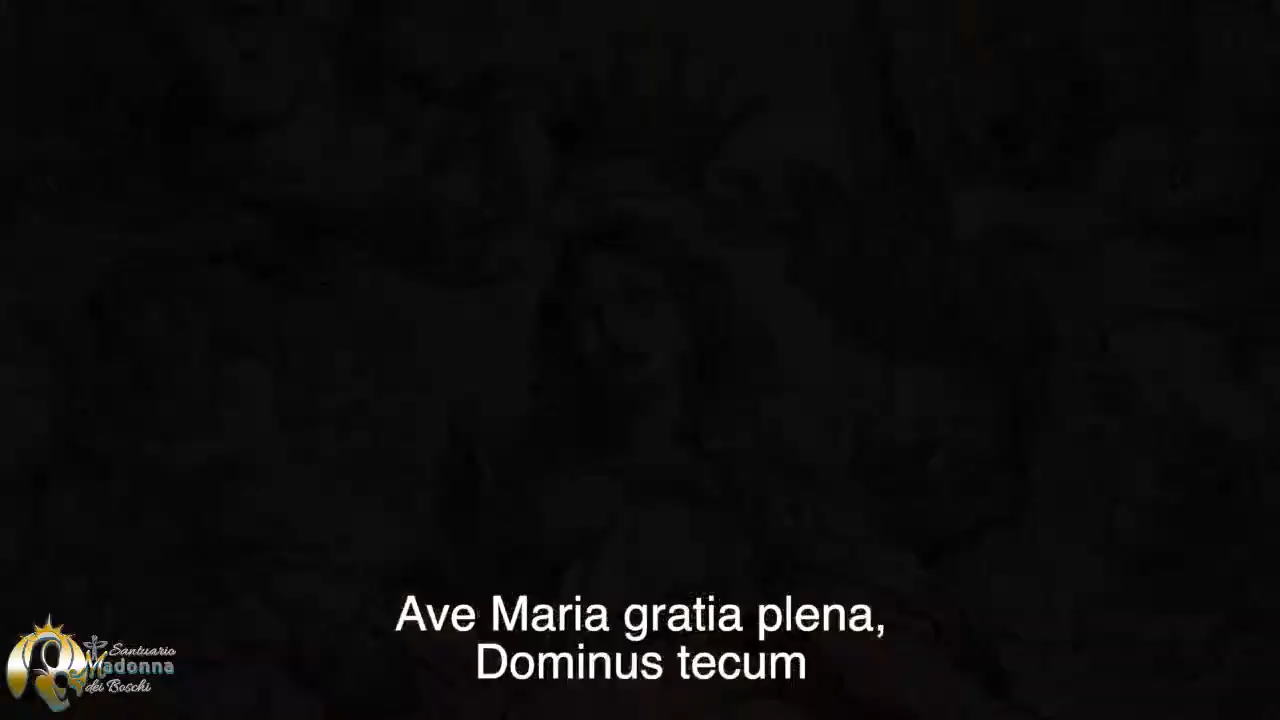 Ave Maria gratia plena,
Dominus tecum
Santuario
Madonna
dei Boschi